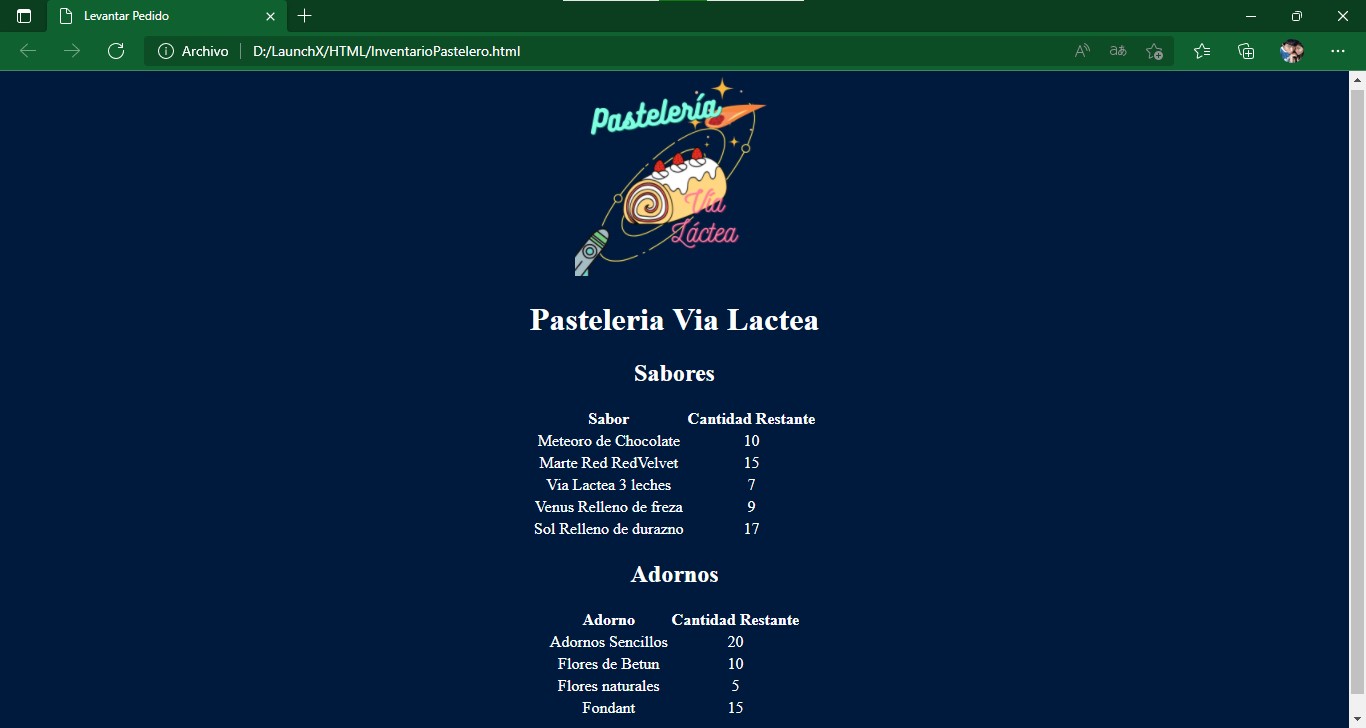 Levantar Pedido
Archivo D:/LaunchX/HTML/InventarioPastelero.html
Pastelería
Vía
Láctea
Pasteleria Via Lactea
Sabores
Sabor Cantidad Restante
Meteoro de Chocolate 10
Marte Red RedVelvet 15
Via Lactea 3 leches 7
Venus Relleno de freza 9
Sol Relleno de durazno 17
Adornos
Adorno Cantidad Restante
Adornos Sencillos 20
Flores de Betun 10
Flores naturales 5
Fondant 15